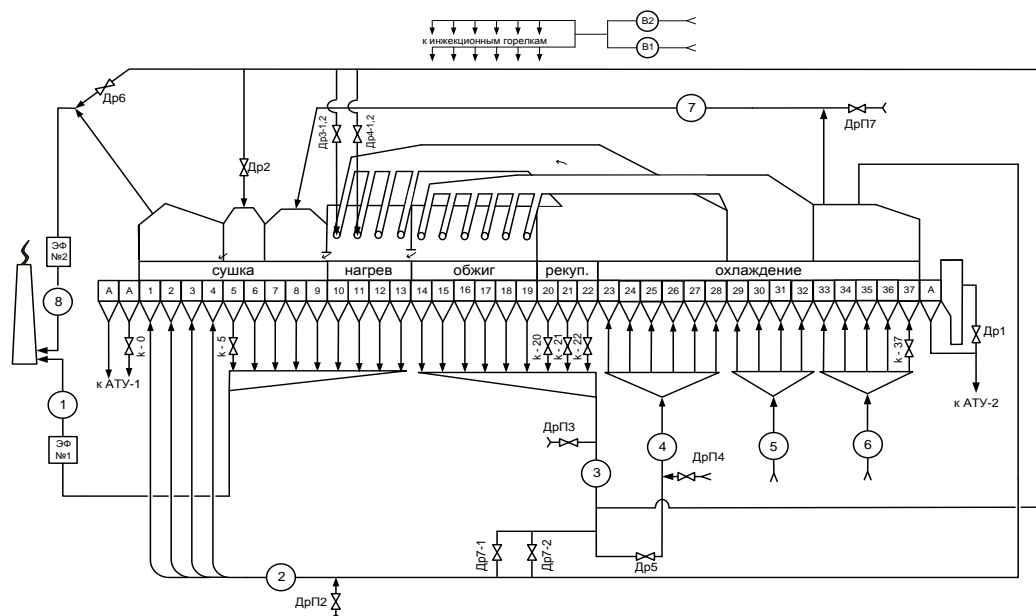 В2
к инжекционным горелкам
В1
Др6
7
ДрП7
Др3-1,2
Др4-1,2
Др2
ЭФ
№2
8
сушка
нагрев
обжиг
рекуп.
охлаждение
А А 1 2 3 4 5 6 7 8 9 10 11 12 13 14 15 16 17 18 19 20 21 22 23 24 25 26 27 28 29 30 31 32 33 34 35 36 37 А
Др1
k - 0
k - 5
k - 20
k - 21
k - 22
k - 37
к АТУ-1
к АТУ-2
1
ЭФ
№1
ДрП3
3
4
5
6
ДрП4
Др7-1
Др7-2
Др5
2
ДрП2